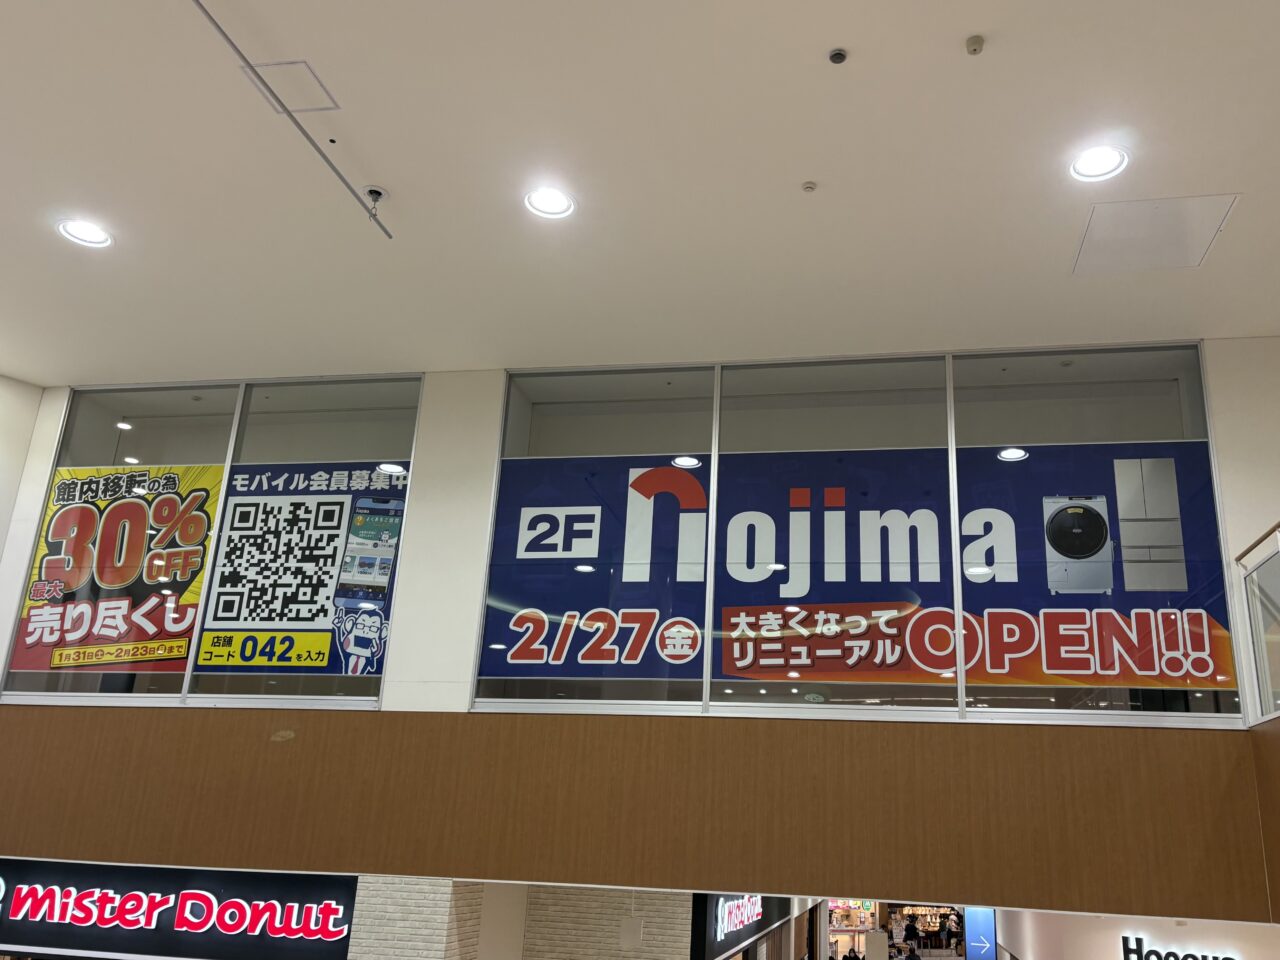 館内移転の為
最大
30%OFF
売り尽くし
1月31日(土)~2月23日(月)まで
モバイル会員募集中
店舗コード 042を入力
2F
nojima
2/27(金)
大きくなって
リニューアル
OPEN!!
mister Donut